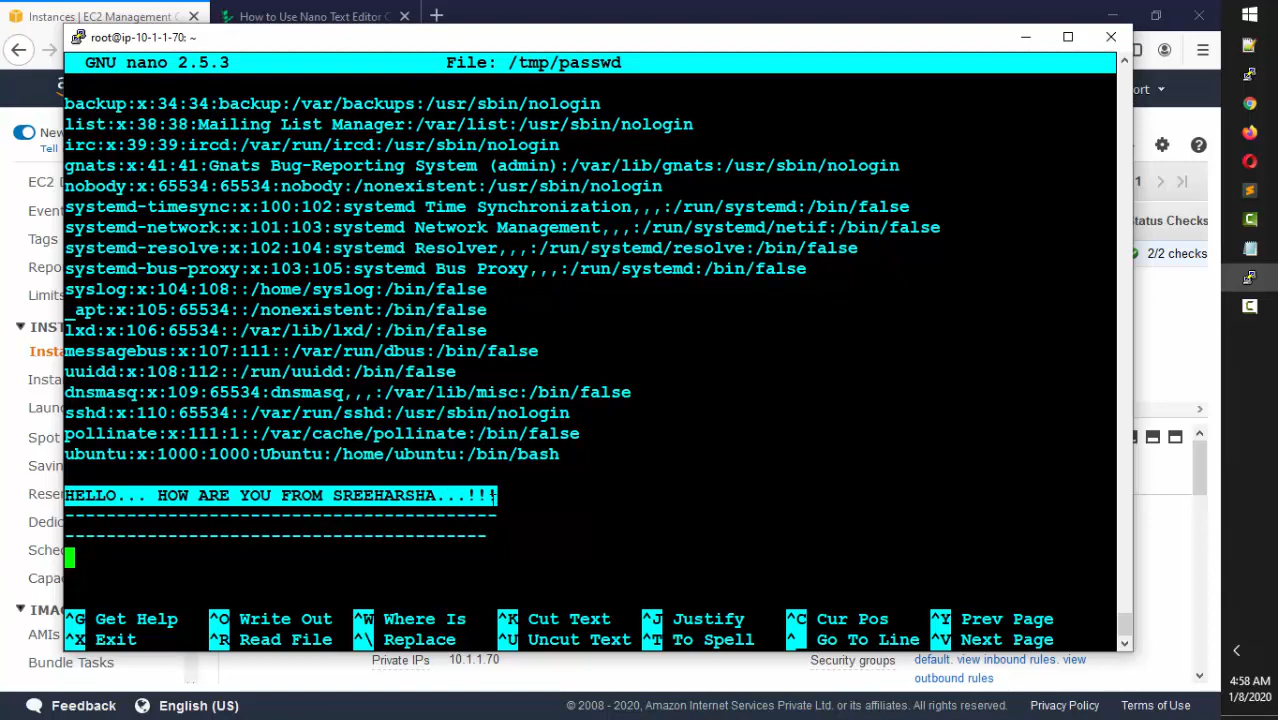 Instances | EC2 Management C
How to Use Nano Text Editor C
root@ip-10-1-1-70: ~
GNU nano 2.5.3 File: /tmp/passwd
backup:x:34:34:backup:/var/backups:/usr/sbin/nologin
list:x:38:38:Mailing List Manager:/var/list:/usr/sbin/nologin
irc:x:39:39:ircd:/var/run/ircd:/usr/sbin/nologin
gnats:x:41:41:Gnats Bug-Reporting System (admin):/var/lib/gnats:/usr/sbin/nologin
nobody:x:65534:65534:nobody:/nonexistent:/usr/sbin/nologin
systemd-timesync:x:100:102:systemd Time Synchronization,,,:/run/systemd:/bin/false
systemd-network:x:101:103:systemd Network Management,,,:/run/systemd/netif:/bin/false
systemd-resolve:x:102:104:systemd Resolver,,,:/run/systemd/resolve:/bin/false
systemd-bus-proxy:x:103:105:systemd Bus Proxy,,,:/run/systemd:/bin/false
syslog:x:104:108::/home/syslog:/bin/false
_apt:x:105:65534::/nonexistent:/bin/false
lxd:x:106:65534::/var/lib/lxd/:/bin/false
messagebus:x:107:111::/var/run/dbus:/bin/false
uuidd:x:108:112::/run/uuidd:/bin/false
dnsmasq:x:109:65534:dnsmasq,,,:/var/lib/misc:/bin/false
sshd:x:110:65534::/var/run/sshd:/usr/sbin/nologin
pollinate:x:111:1::/var/cache/pollinate:/bin/false
ubuntu:x:1000:1000:Ubuntu:/home/ubuntu:/bin/bash
HELLO... HOW ARE YOU FROM SREEHARSHA...!!!
------------------------------------------
-----------------------------------------
^G Get Help ^O Write Out ^W Where Is ^K Cut Text ^J Justify ^C Cur Pos ^Y Prev Page
^X Exit ^R Read File ^\ Replace ^U Uncut Text ^T To Spell ^_ Go To Line ^V Next Page
New
Tell
EC2 D
Event
Tags
Repo
Limits
INST
Insta
Insta
Laun
Spot
Savin
Rese
Dedic
Sche
Capa
IMAG
AMIs
Bundle Tasks
ort
1
Status Checks
2/2 checks
Private IPs 10.1.1.70
Security groups default. view inbound rules. view
outbound rules
Feedback English (US)
© 2008 - 2020, Amazon Internet Services Private Ltd. or its affiliates. All rights reserved. Privacy Policy Terms of Use
4:58 AM
1/8/2020